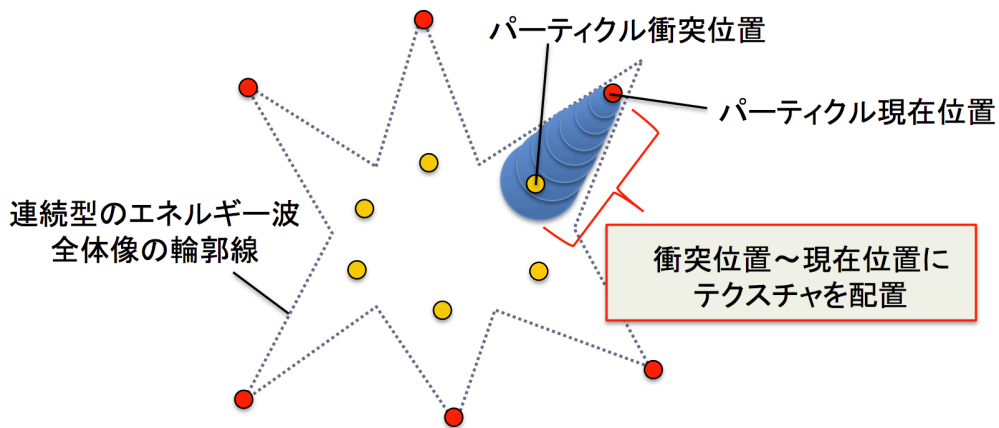 パーティクル衝突位置
パーティクル現在位置
連続型のエネルギー波
全体像の輪郭線
衝突位置～現在位置に
テクスチャを配置